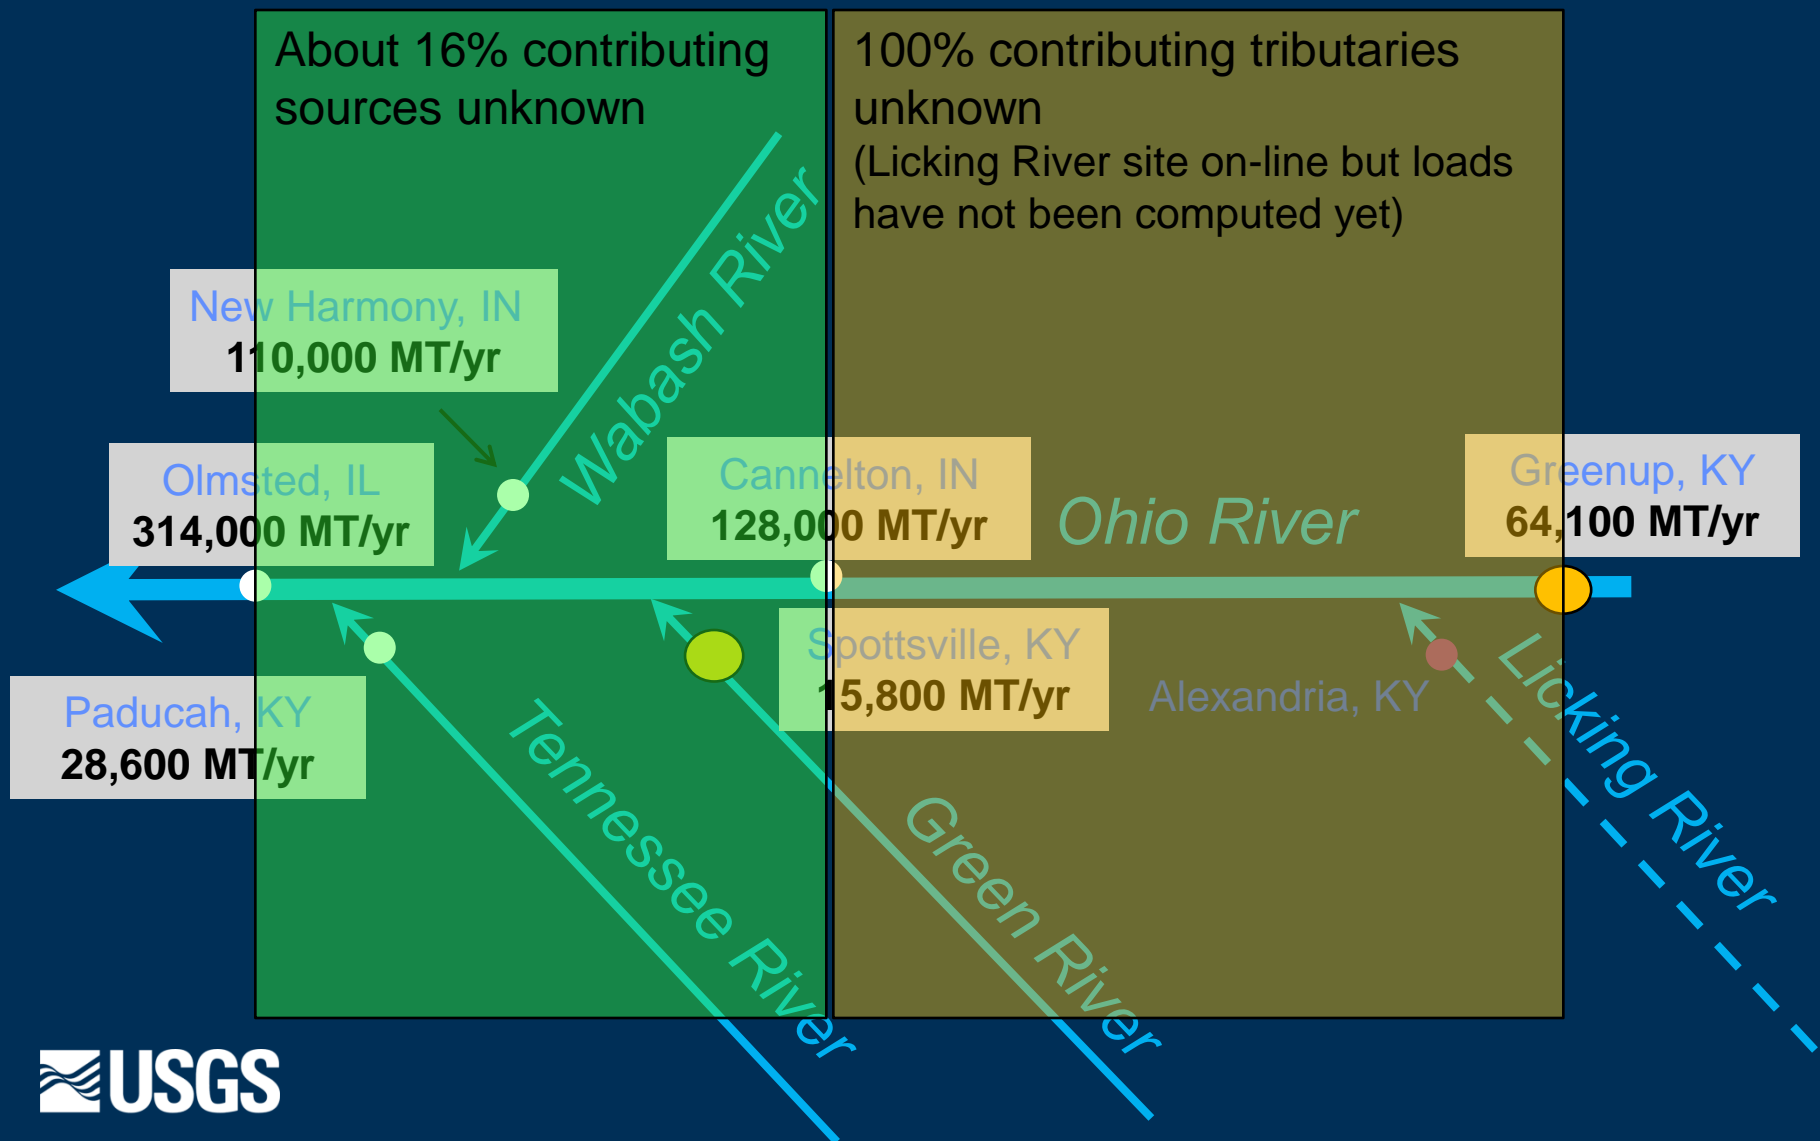 About 16% contributing
sources unknown
100% contributing tributaries
unknown
(Licking River site on-line but loads
have not been computed yet)
Wabash River
New Harmony, IN
110,000 MT/yr
Olmsted, IL
314,000 MT/yr
Cannelton, IN
128,000 MT/yr
Ohio River
Greenup, KY
64,100 MT/yr
Spottsville, KY
15,800 MT/yr
Alexandria, KY
Licking River
Paducah, KY
28,600 MT/yr
Tennessee River
Green River
USGS